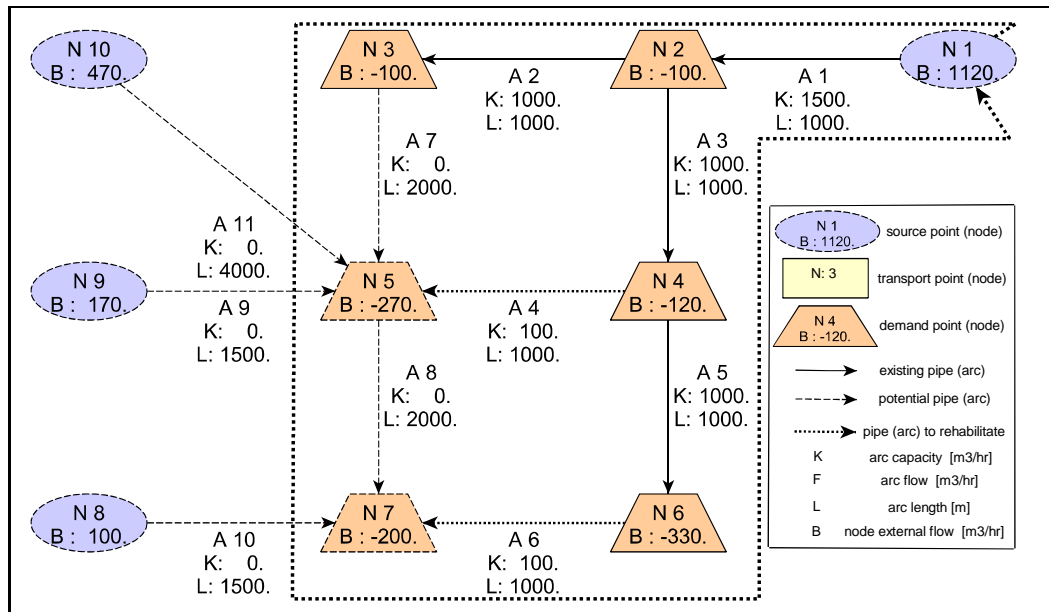 N 10
B : 470.
N 3
B : -100.
N 2
B : -100.
N 1
B : 1120.
A 2
K: 1000.
L: 1000.
A 1
K: 1500.
L: 1000.
A 7
K: 0.
L: 2000.
A 3
K: 1000.
L: 1000.
A 11
K: 0.
L: 4000.
N 9
B : 170.
N 5
B : -270.
N 4
B : -120.
A 9
K: 0.
L: 1500.
A 4
K: 100.
L: 1000.
A 8
K: 0.
L: 2000.
A 5
K: 1000.
L: 1000.
N 8
B : 100.
N 7
B : -200.
N 6
B : -330.
A 10
K: 0.
L: 1500.
A 6
K: 100.
L: 1000.
N 1
B : 1120.
source point (node)
N: 3
transport point (node)
N 4
B : -120.
demand point (node)
existing pipe (arc)
potential pipe (arc)
pipe (arc) to rehabilitate
K arc capacity [m3/hr]
F arc flow [m3/hr]
L arc length [m]
B node external flow [m3/hr]